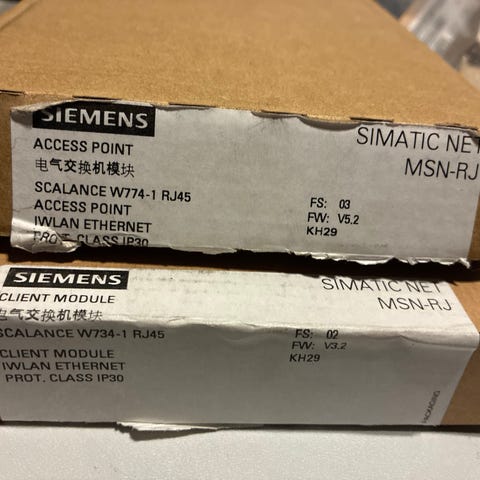 SIEMENS
SIMATIC NET
ACCESS POINT
MSN-RJ
电气交换机模块
SCALANCE W774-1 RJ45
FS: 03
ACCESS POINT
FW: V5.2
IWLAN ETHERNET
KH29
PROT. CLASS IP30
SIEMENS
SIMATIC NET
CLIENT MODULE
MSN-RJ
电气交换机模块
SCALANCE W734-1 RJ45
FS: 02
FW: V3.2
CLIENT MODULE
KH29
IWLAN ETHERNET
PROT. CLASS IP30
PACKAGING